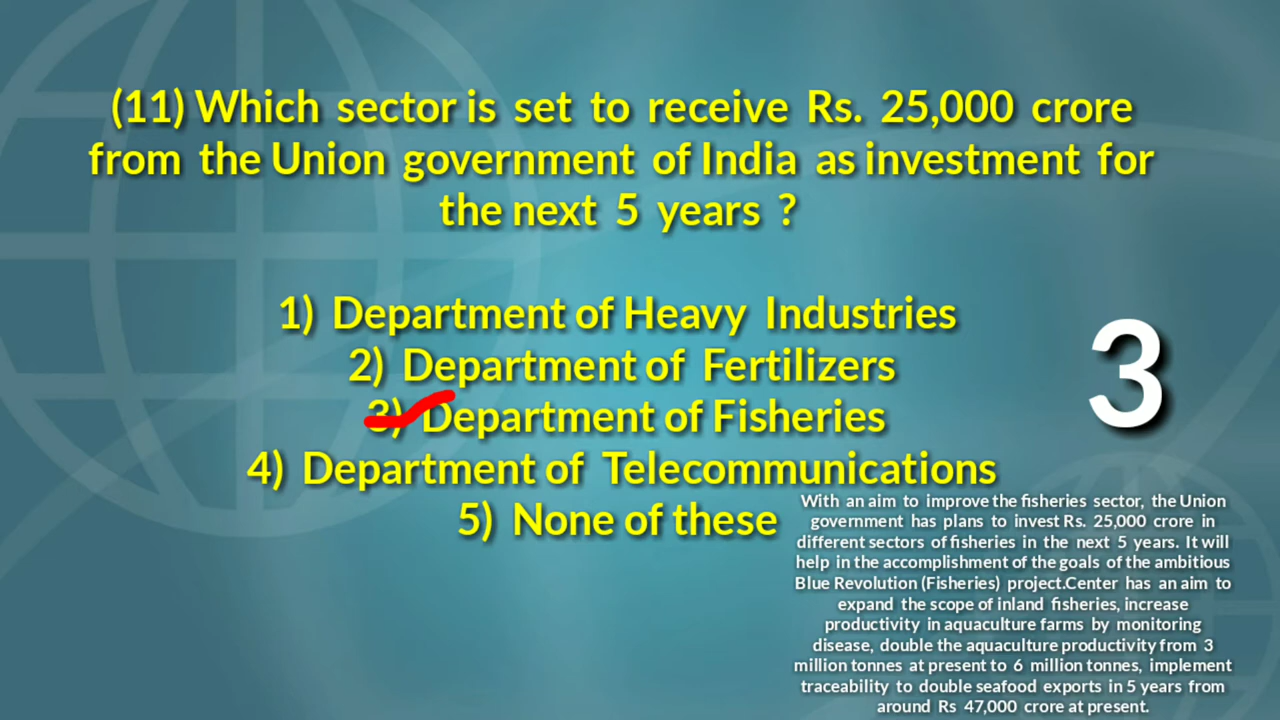 (11) Which sector is set to receive Rs. 25,000 crore
from the Union government of India as investment for
the next 5 years ?
1) Department of Heavy Industries
2) Department of Fertilizers
3) Department of Fisheries
4) Department of Telecommunications
5) None of these
3
With an aim to improve the fisheries sector, the Union
government has plans to invest Rs. 25,000 crore in
different sectors of fisheries in the next 5 years. It will
help in the accomplishment of the goals of the ambitious
Blue Revolution (Fisheries) project.Center has an aim to
expand the scope of inland fisheries, increase
productivity in aquaculture farms by monitoring
disease, double the aquaculture productivity from 3
million tonnes at present to 6 million tonnes, implement
traceability to double seafood exports in 5 years from
around Rs 47,000 crore at present.